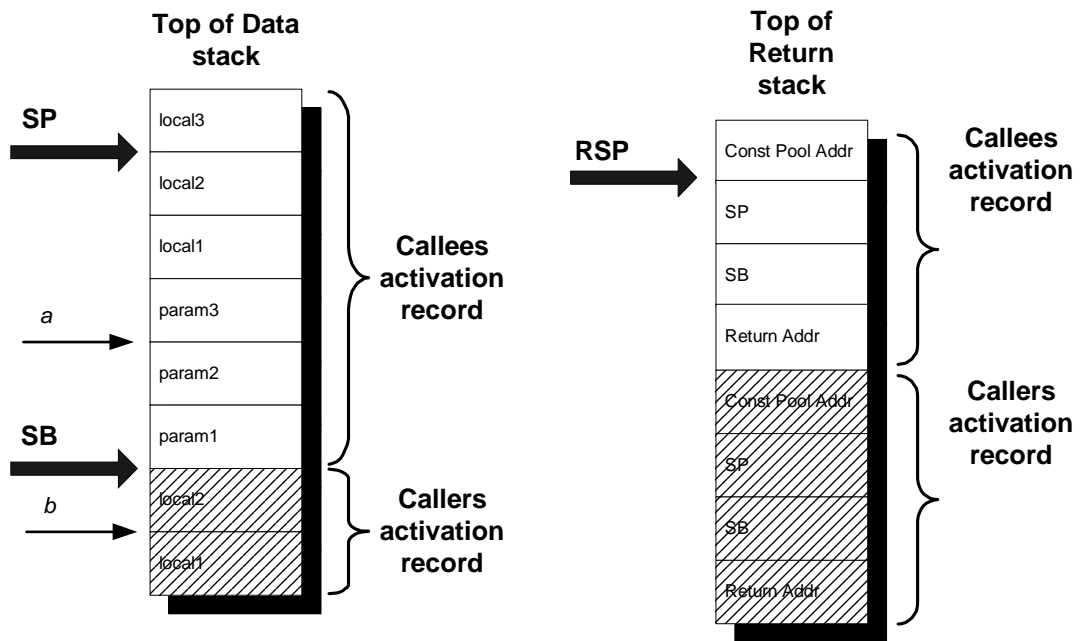 Top of Data
stack
SP
local3
local2
local1
a
param3
param2
SB
param1
b
local2
local1
Callees
activation
record
Callers
activation
record
Top of
Return
stack
RSP
Const Pool Addr
SP
SB
Return Addr
Const Pool Addr
SP
SB
Return Addr
Callees
activation
record
Callers
activation
record